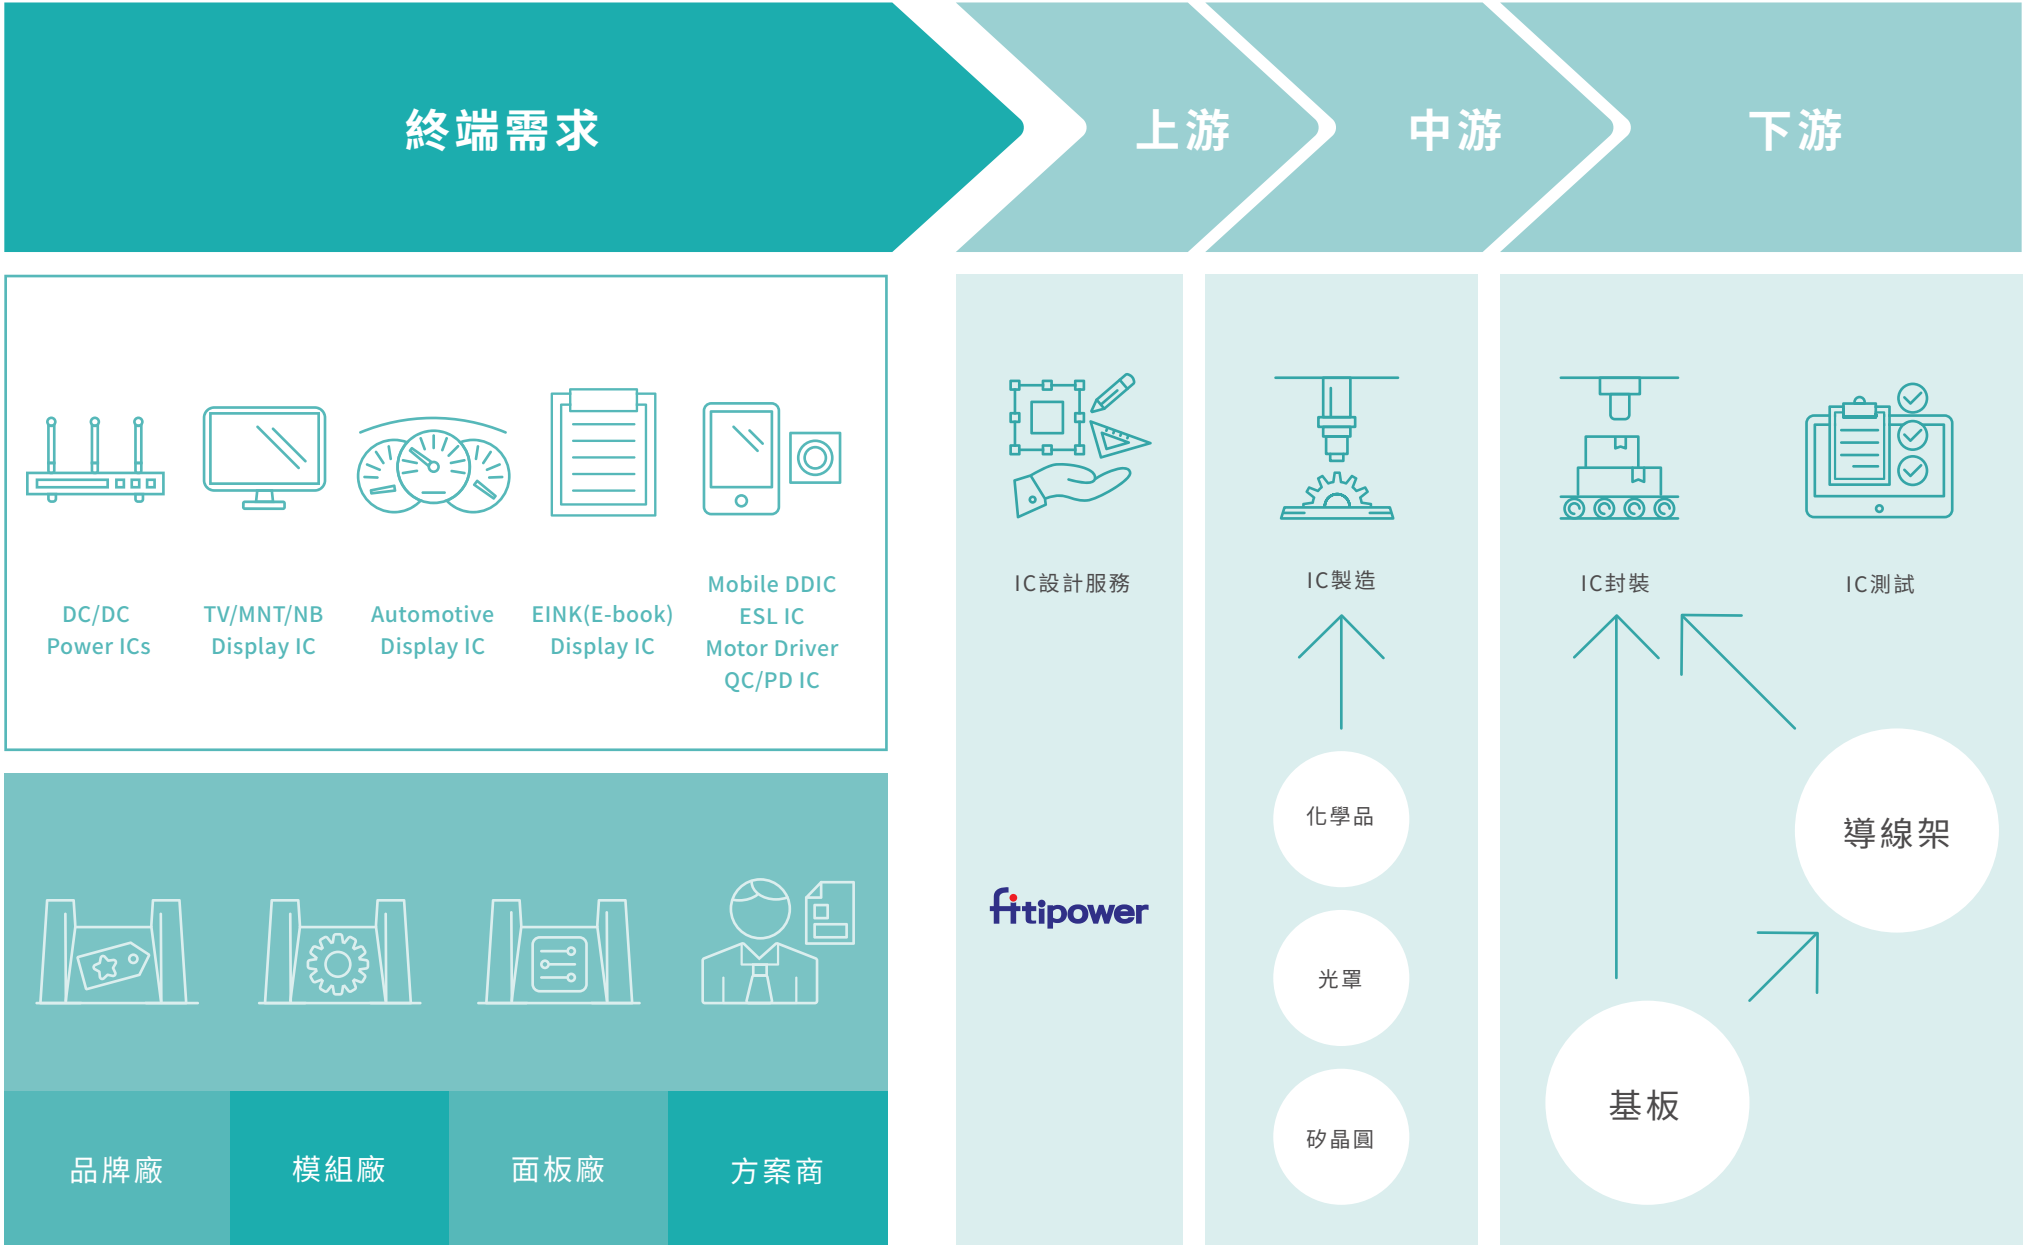 終端需求
上游
中游
下游
DC/DC
Power ICs
TV/MNT/NB
Display IC
Automotive
Display IC
EINK(E-book)
Display IC
Mobile DDIC
ESL IC
Motor Driver
QC/PD IC
品牌廠
模組廠
面板廠
方案商
IC設計服務
fitipower
IC製造
化學品
光罩
矽晶圓
IC封裝
IC測試
導線架
基板